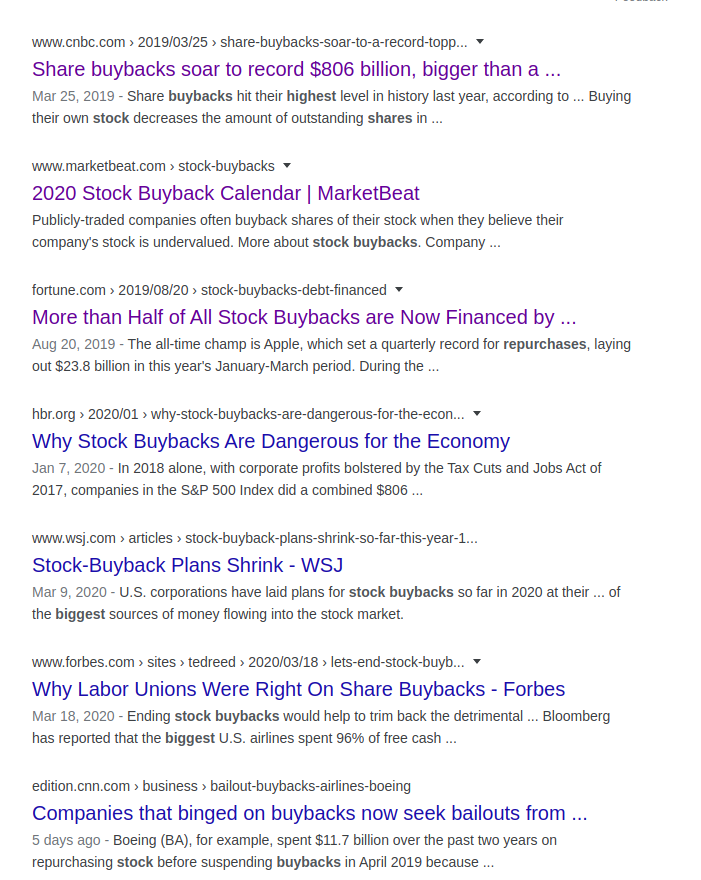 www.cnbc.com › 2019/03/25 › share-buybacks-soar-to-a-record-topp...
Share buybacks soar to record $806 billion, bigger than a ...
Mar 25, 2019 - Share buybacks hit their highest level in history last year, according to ... Buying
their own stock decreases the amount of outstanding shares in ...
www.marketbeat.com › stock-buybacks
2020 Stock Buyback Calendar | MarketBeat
Publicly-traded companies often buyback shares of their stock when they believe their
company's stock is undervalued. More about stock buybacks. Company ...
fortune.com › 2019/08/20 › stock-buybacks-debt-financed
More than Half of All Stock Buybacks are Now Financed by ...
Aug 20, 2019 - The all-time champ is Apple, which set a quarterly record for repurchases, laying
out $23.8 billion in this year's January-March period. During the ...
hbr.org › 2020/01 › why-stock-buybacks-are-dangerous-for-the-econ...
Why Stock Buybacks Are Dangerous for the Economy
Jan 7, 2020 - In 2018 alone, with corporate profits bolstered by the Tax Cuts and Jobs Act of
2017, companies in the S&P 500 Index did a combined $806 ...
www.wsj.com › articles › stock-buyback-plans-shrink-so-far-this-year-1...
Stock-Buyback Plans Shrink - WSJ
Mar 9, 2020 - U.S. corporations have laid plans for stock buybacks so far in 2020 at their ... of
the biggest sources of money flowing into the stock market.
www.forbes.com › sites › tedreed › 2020/03/18 › lets-end-stock-buyb...
Why Labor Unions Were Right On Share Buybacks - Forbes
Mar 18, 2020 - Ending stock buybacks would help to trim back the detrimental ... Bloomberg
has reported that the biggest U.S. airlines spent 96% of free cash ...
edition.cnn.com › business › bailout-buybacks-airlines-boeing
Companies that binged on buybacks now seek bailouts from ...
5 days ago - Boeing (BA), for example, spent $11.7 billion over the past two years on
repurchasing stock before suspending buybacks in April 2019 because ...